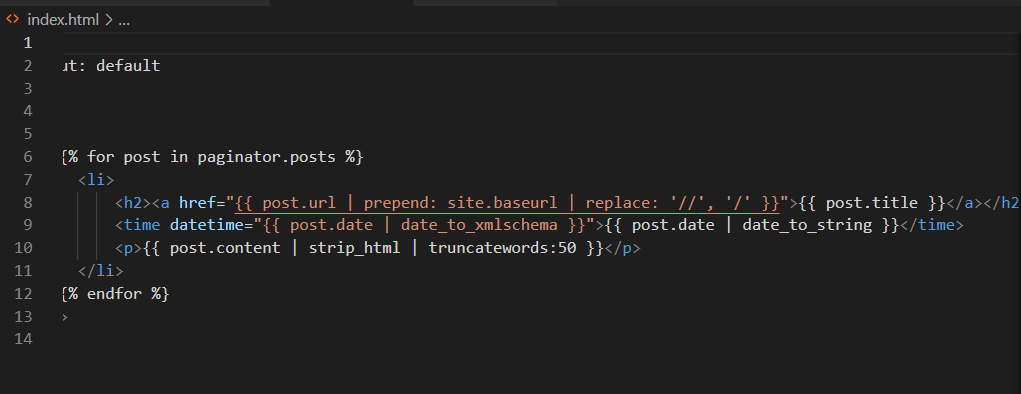 <> index.html > ...
1
2 ut: default
3
4
5
6 {% for post in paginator.posts %}
7 <li>
8 <h2><a href="{{ post.url | prepend: site.baseurl | replace: '//', '/' }}">{{ post.title }}</a></h2
9 <time datetime="{{ post.date | date_to_xmlschema }}">{{ post.date | date_to_string }}</time>
10 <p>{{ post.content | strip_html | truncatewords:50 }}</p>
11 </li>
12 {% endfor %}
13 >
14